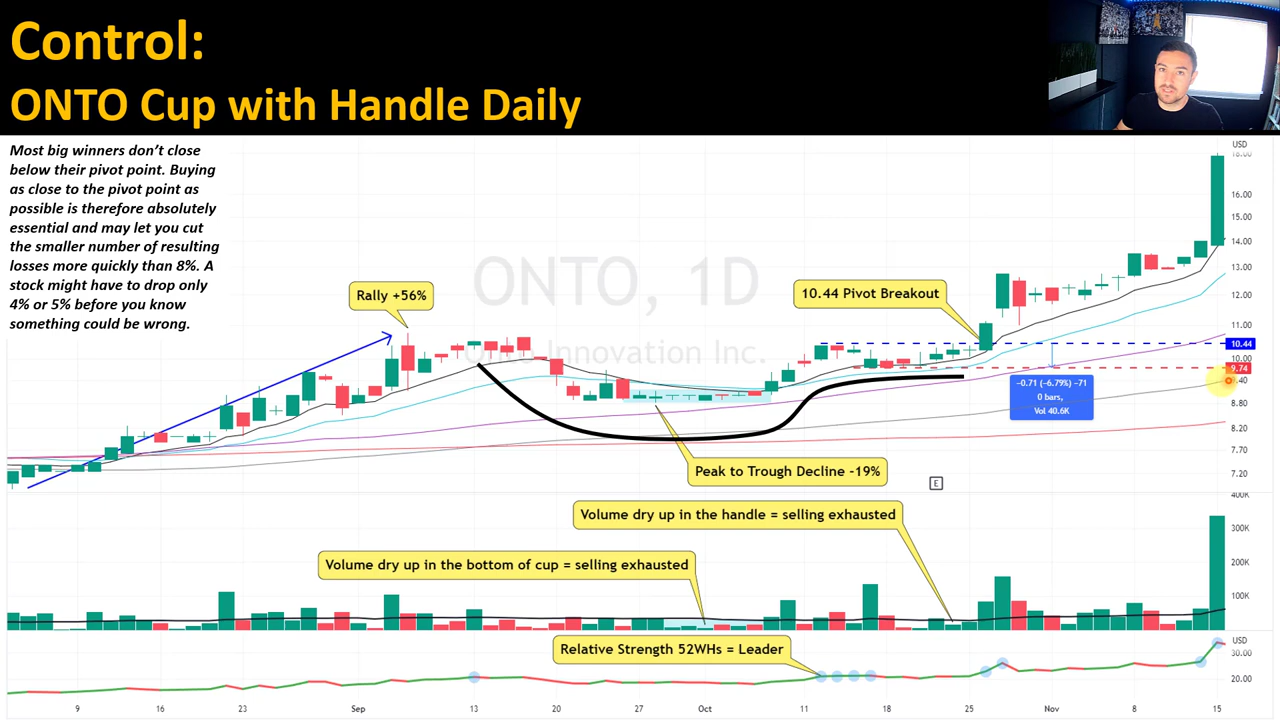 Control:
ONTO Cup with Handle Daily
Most big winners don't close
below their pivot point. Buying
as close to the pivot point as
possible is therefore absolutely
essential and may let you cut
the smaller number of resulting
losses more quickly than 8%. A
stock might have to drop only
4% or 5% before you know
something could be wrong.
ONTO, 1D
Innovation Inc.
Rally +56%
10.44 Pivot Breakout
−0.71 (−6.79%) −71
0 bars,
Vol 40.6K
Peak to Trough Decline -19%
E
Volume dry up in the handle = selling exhausted
Volume dry up in the bottom of cup = selling exhausted
Relative Strength 52WHs = Leader
USD
18.00
16.00
15.00
14.00
13.00
12.00
11.00
10.44
10.00
9.74
9.40
8.80
8.20
7.70
7.20
400K
300K
200K
100K
USD
30.00
20.00
9
16
23
Sep
13
20
27
Oct
11
18
25
Nov
8
15